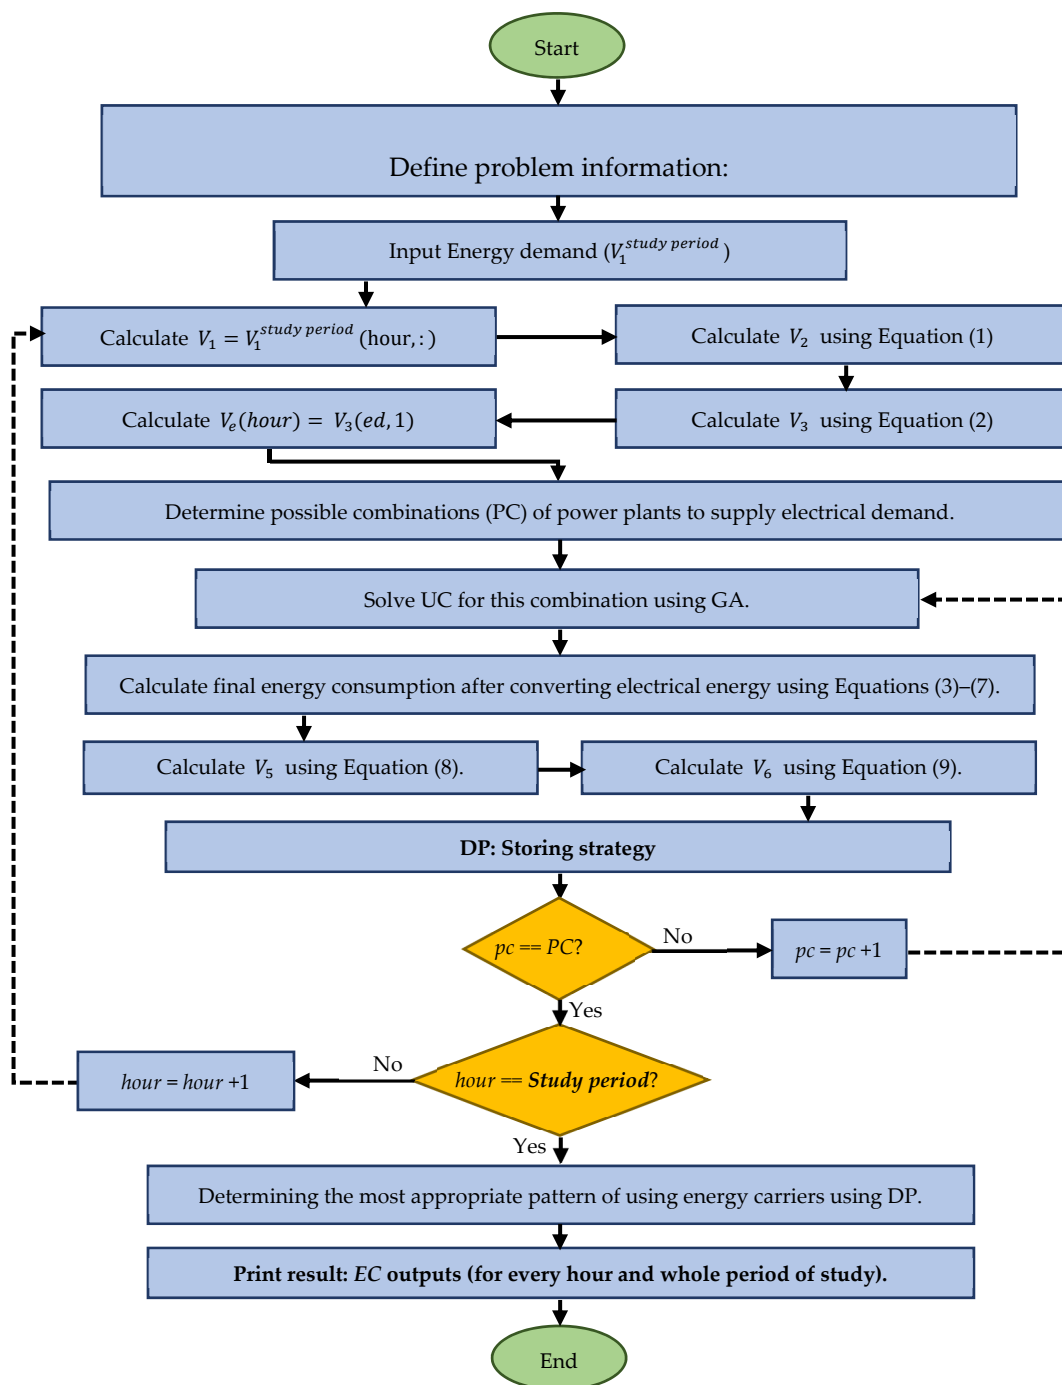 Start
Define problem information:
Input Energy demand (V₁^{study period})
Calculate V₁ = V₁^{study period}(hour, : )
Calculate V₂ using Equation (1)
Calculate V₃ using Equation (2)
Calculate Vₑ(hour) = V₃(ed, 1)
Determine possible combinations (PC) of power plants to supply electrical demand.
Solve UC for this combination using GA.
Calculate final energy consumption after converting electrical energy using Equations (3)–(7).
Calculate V₅ using Equation (8).
Calculate V₆ using Equation (9).
DP: Storing strategy
pc == PC?
No
pc = pc +1
Yes
hour == Study period?
No
hour = hour +1
Yes
Determining the most appropriate pattern of using energy carriers using DP.
Print result: EC outputs (for every hour and whole period of study).
End